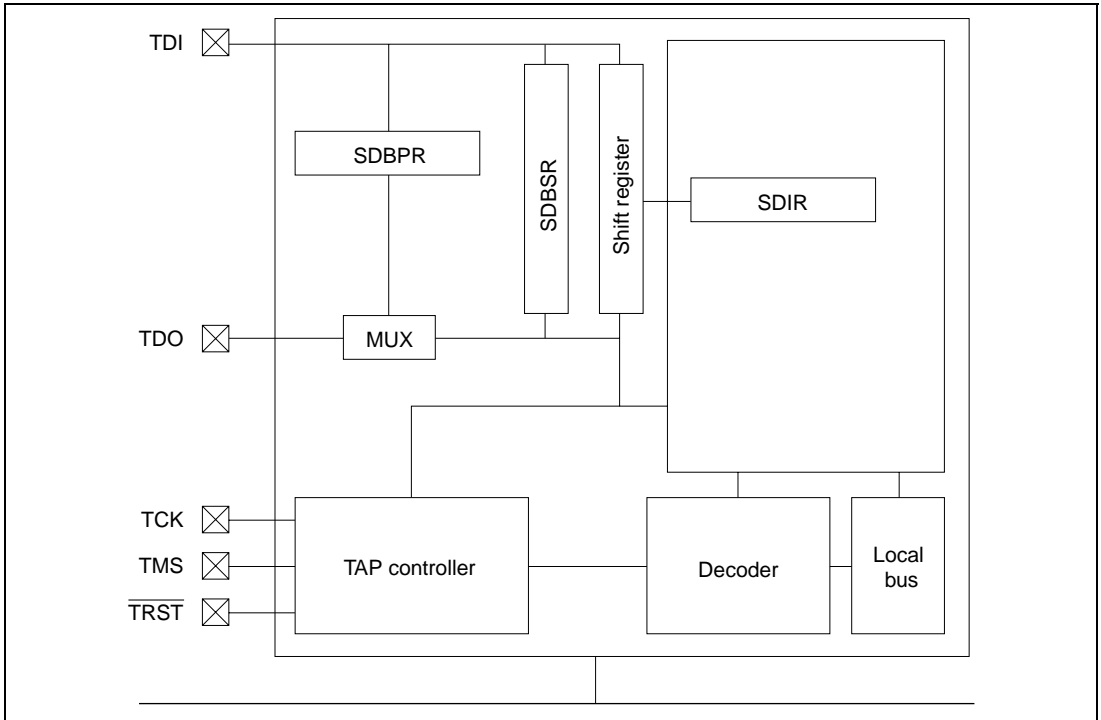 TDI
SDBPR
SDBSR
Shift register
SDIR
TDO
MUX
TCK
TMS
TRST
TAP controller
Decoder
Local
bus